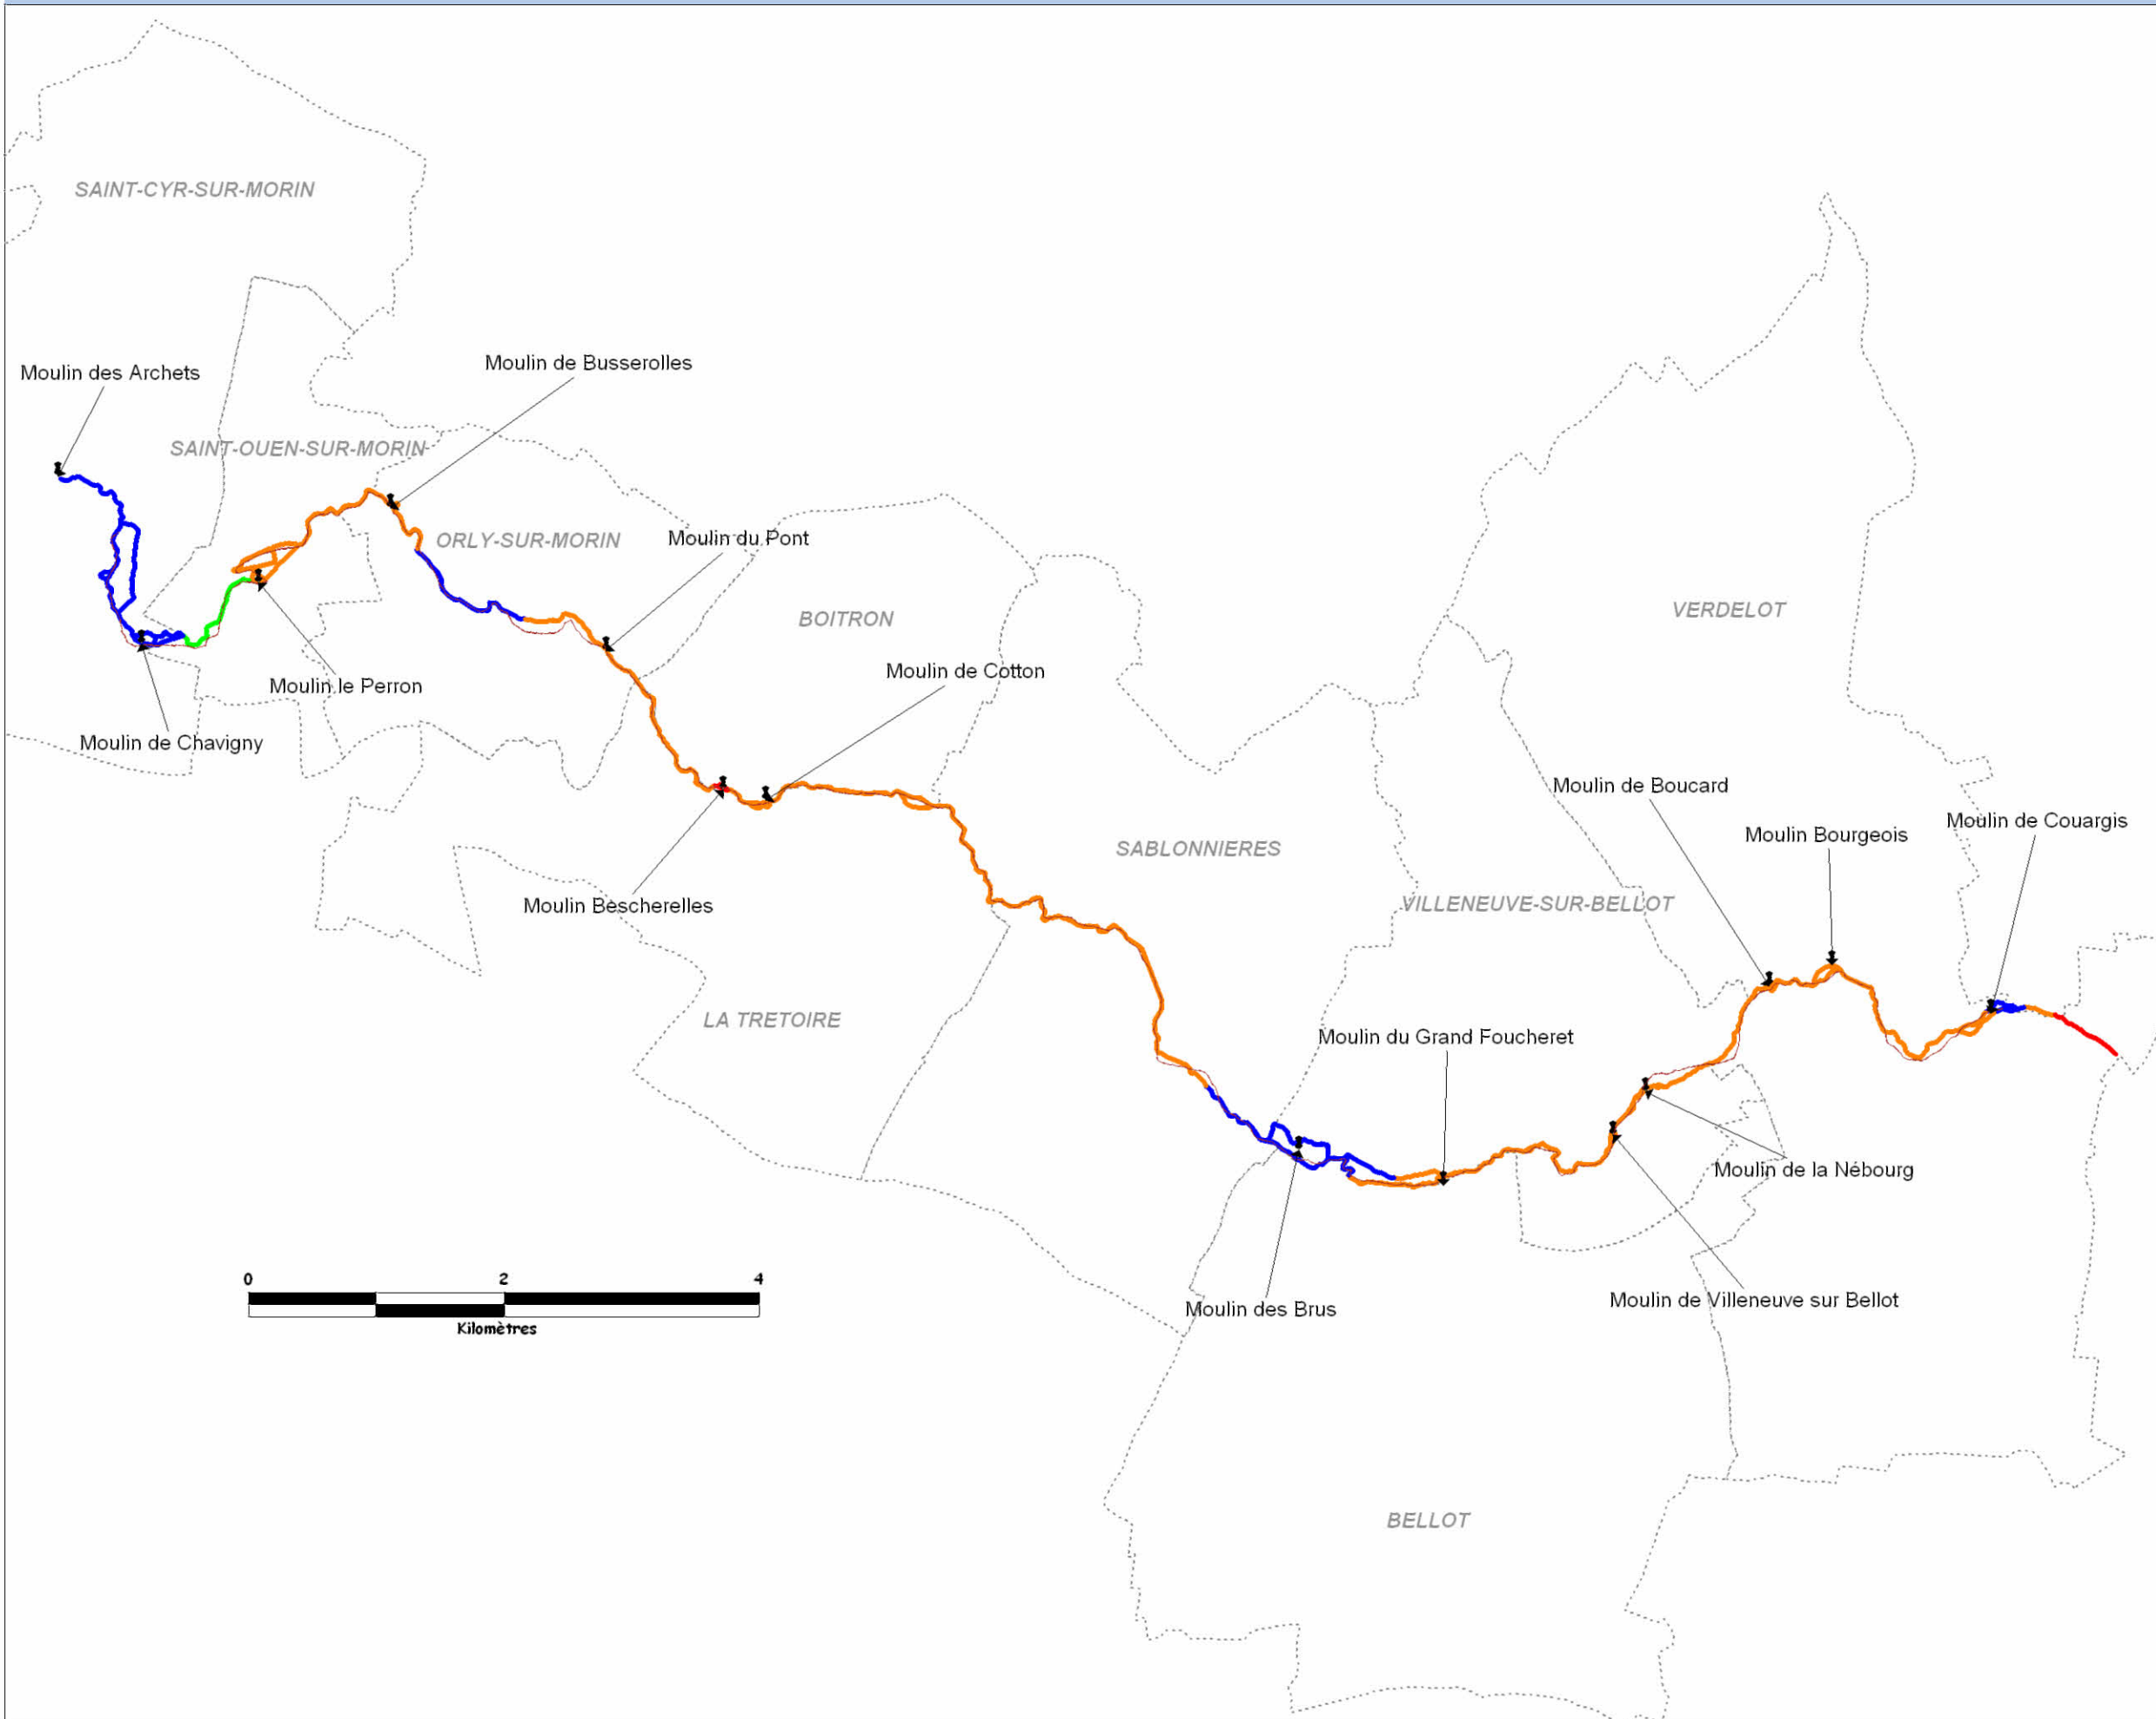 SAINT-CYR-SUR-MORIN
Moulin de Busserolles
Moulin des Archets
SAINT-OUEN-SUR-MORIN
ORLY-SUR-MORIN
Moulin du Pont
BOITRON
VERDELOT
Moulin de Cotton
Moulin le Perron
Moulin de Chavigny
Moulin de Boucard
Moulin de Couargis
Moulin Bourgeois
SABLONNIERES
VILLENEUVE-SUR-BELLOT
Moulin Bescherelles
LA TRETOIRE
Moulin du Grand Foucheret
Moulin de la Nébourg
0 2 4
Kilomètres
Moulin de Villeneuve sur Bellot
Moulin des Brus
BELLOT